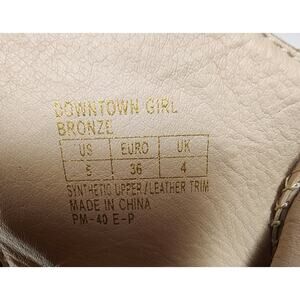 DOWNTOWN GIRL
BRONZE
US EURO UK
5 36 4
SYNTHETIC UPPER/LEATHER TRIM
MADE IN CHINA
PM-40 E-P